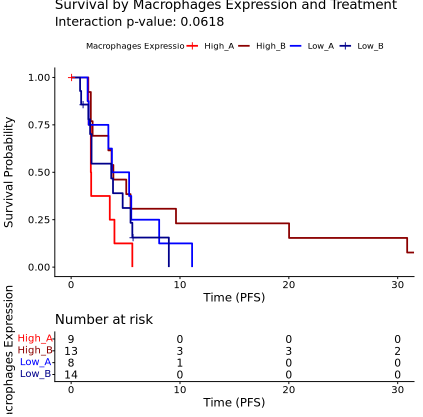 Survival by Macrophages Expression and Treatment
Interaction p-value: 0.0618
Macrophages Expressio High_A High_B Low_A Low_B
Survival Probability
1.00
0.75
0.50
0.25
0.00
0 10 20 30
Time (PFS)
Number at risk
acrophages Expression
High_A 9 0 0 0
High_B 13 3 3 2
Low_A 8 1 0 0
Low_B 14 0 0 0
0 10 20 30
Time (PFS)